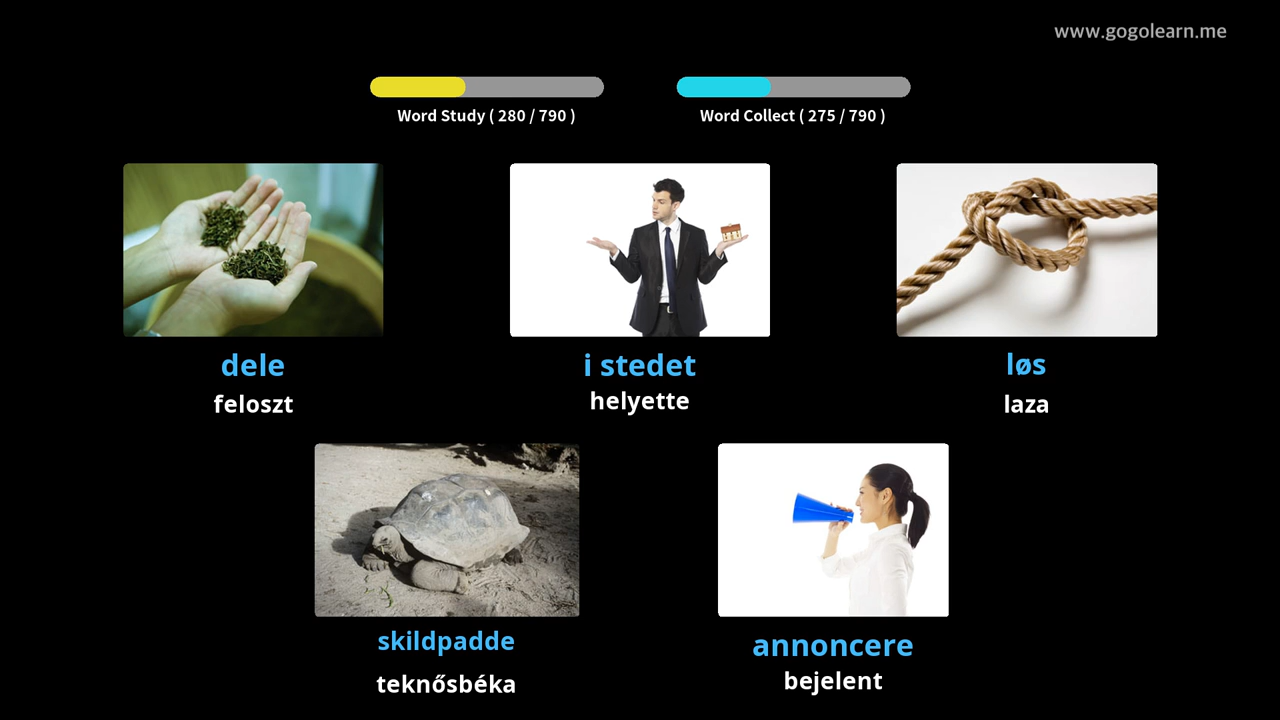 www.gogolearn.me
Word Study ( 280 / 790 )
Word Collect ( 275 / 790 )
dele
feloszt
i stedet
helyette
løs
laza
skildpadde
teknősbéka
annoncere
bejelent